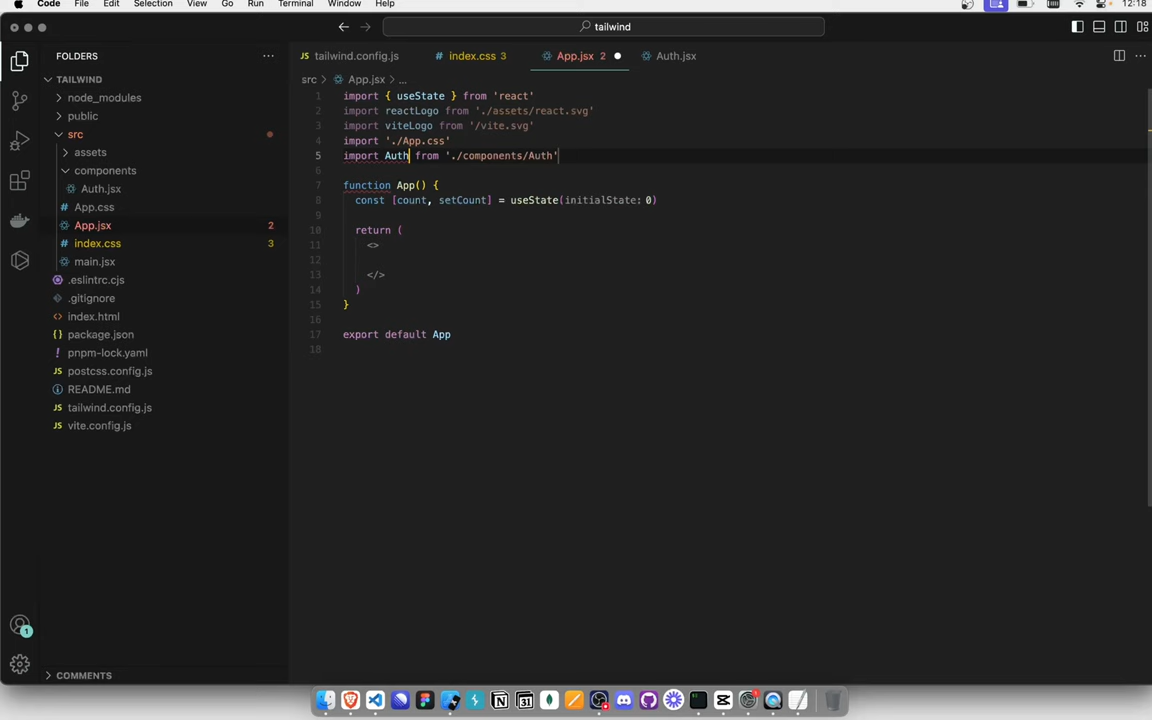 Code File Edit Selection View Go Run Terminal Window Help 12:18
tailwind
FOLDERS
TAILWIND
node_modules
public
src
assets
components
Auth.jsx
App.css
App.jsx 2
index.css 3
main.jsx
.eslintrc.cjs
.gitignore
index.html
package.json
pnpm-lock.yaml
postcss.config.js
README.md
tailwind.config.js
vite.config.js
COMMENTS
tailwind.config.js index.css 3 App.jsx 2 Auth.jsx
src > App.jsx > ...
1 import { useState } from 'react'
2 import reactLogo from './assets/react.svg'
3 import viteLogo from '/vite.svg'
4 import './App.css'
5 import Auth from './components/Auth'
6
7 function App() {
8 const [count, setCount] = useState(initialState: 0)
9
10 return (
11 <>
12
13 </>
14 )
15 }
16
17 export default App
18